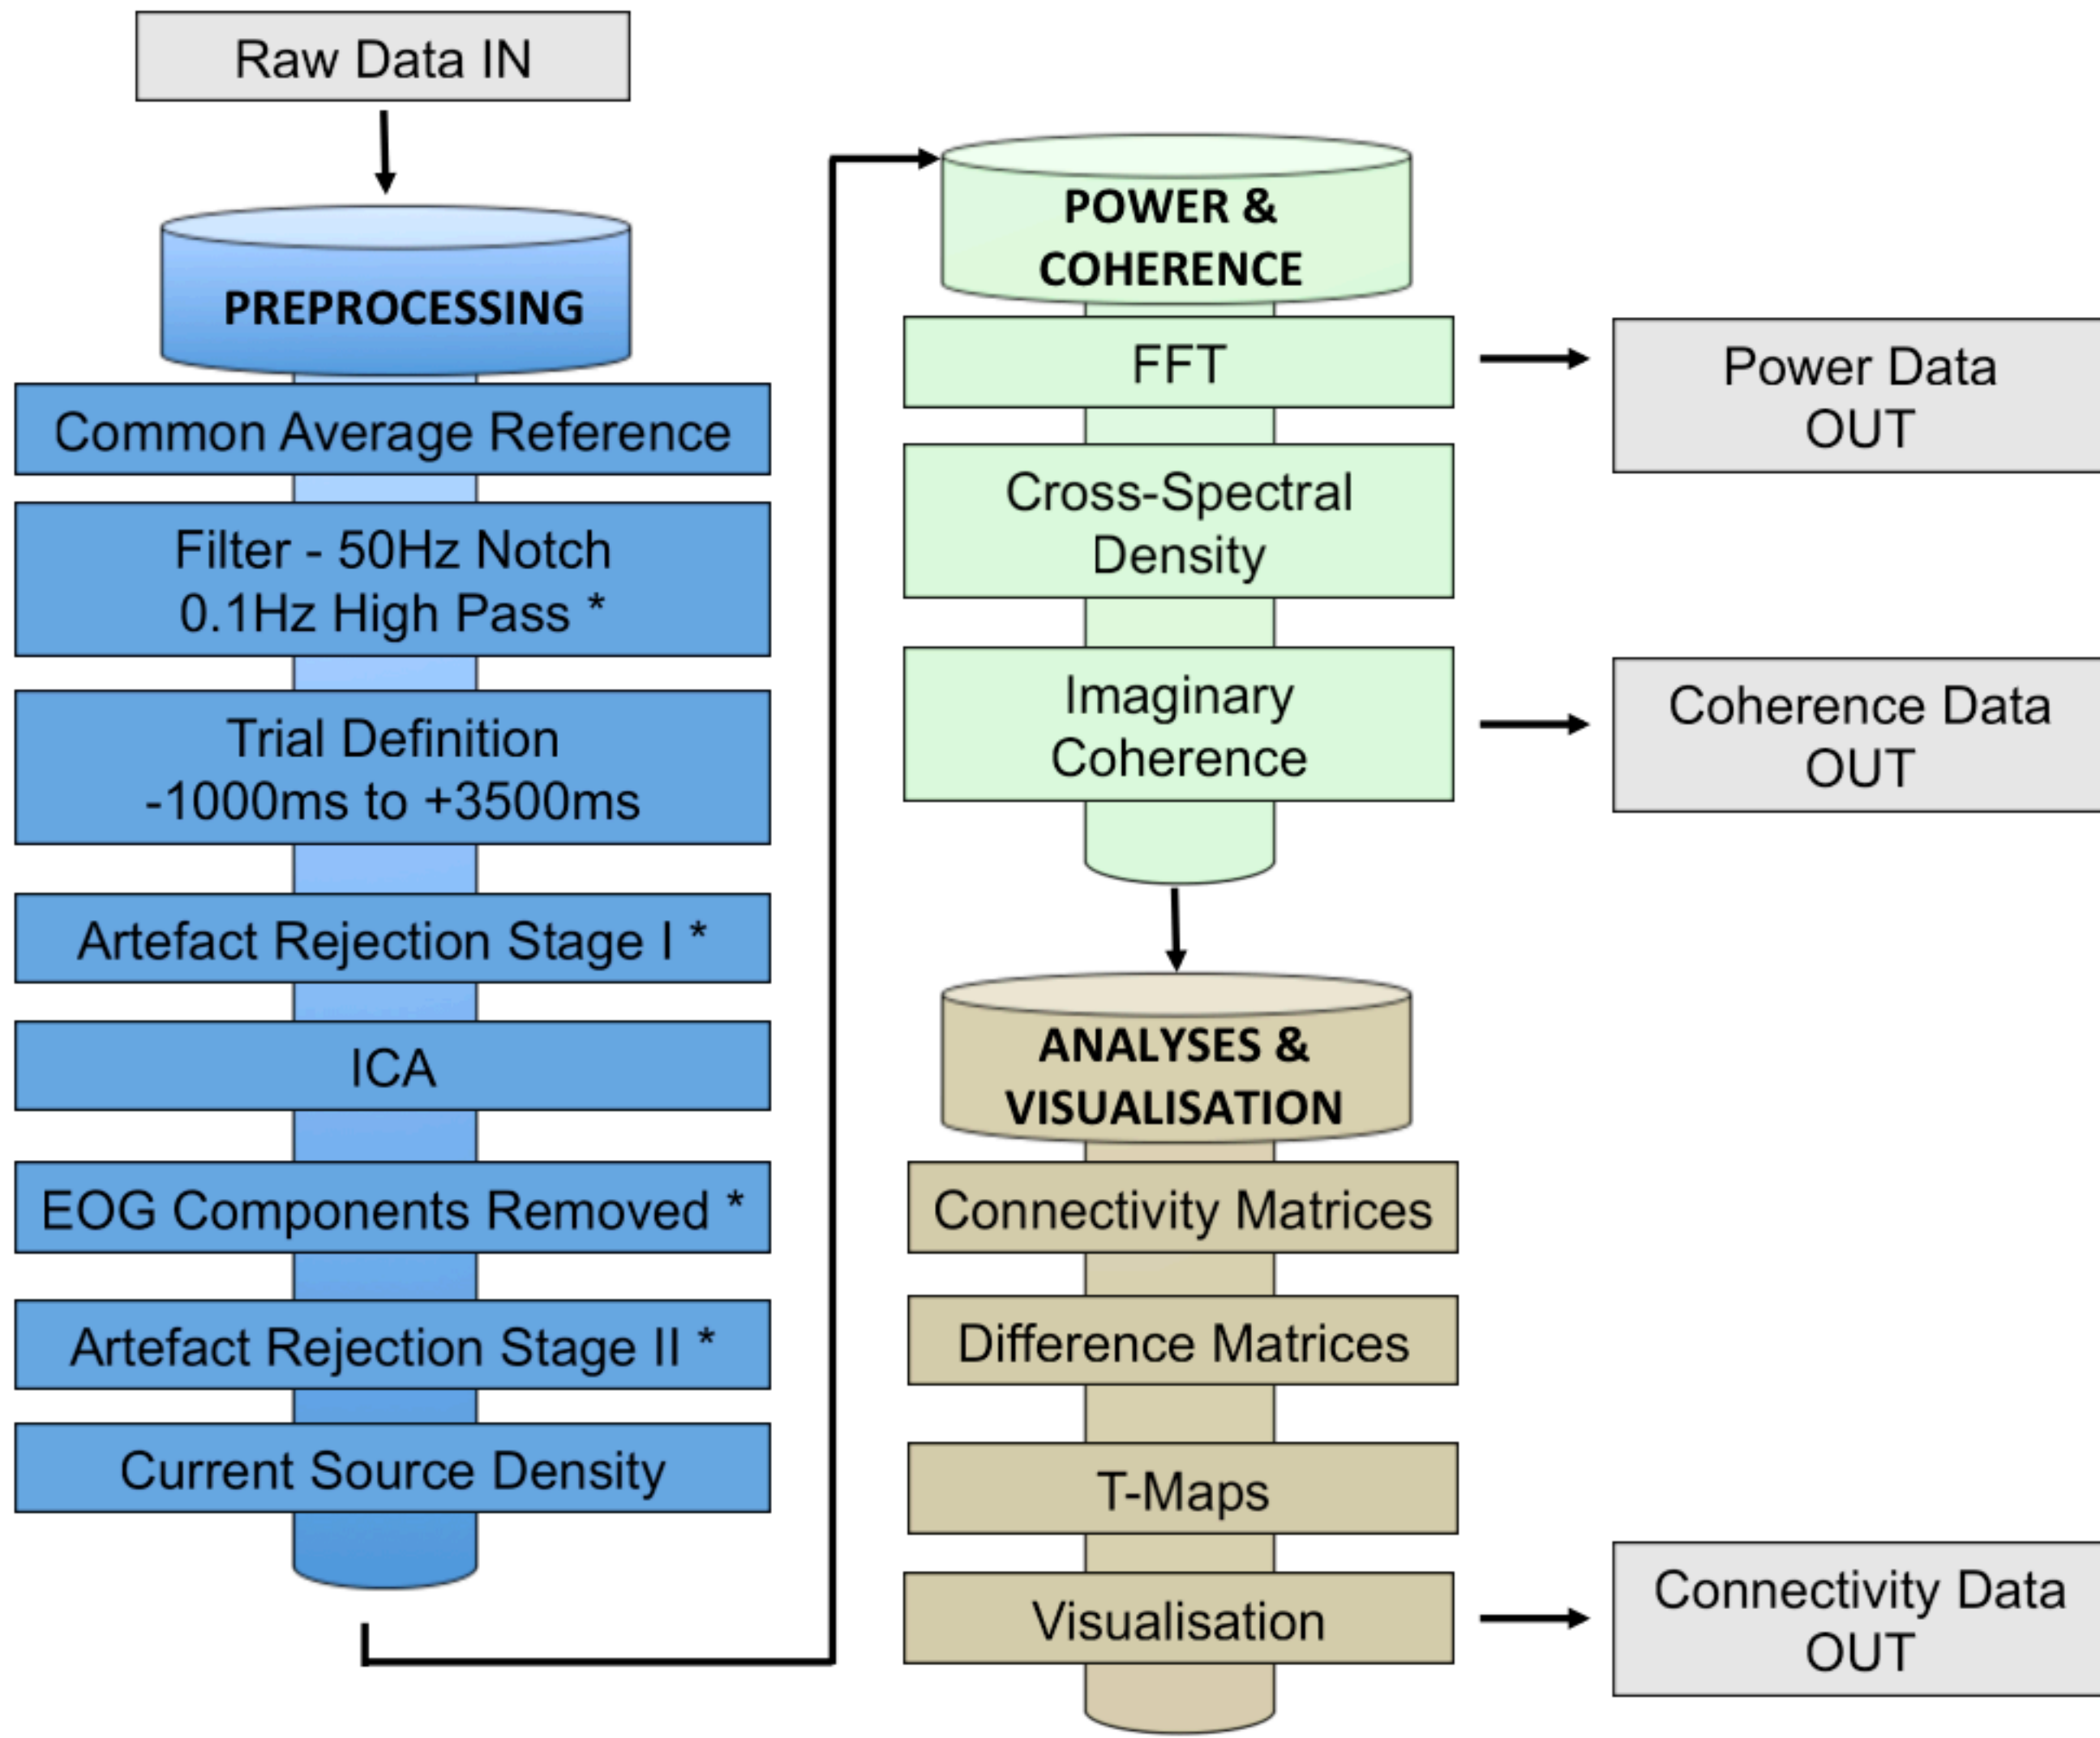 Raw Data IN
PREPROCESSING
Common Average Reference
Filter - 50Hz Notch
0.1Hz High Pass *
Trial Definition
-1000ms to +3500ms
Artefact Rejection Stage I *
ICA
EOG Components Removed *
Artefact Rejection Stage II *
Current Source Density
POWER &
COHERENCE
FFT
Power Data
OUT
Cross-Spectral
Density
Imaginary
Coherence
Coherence Data
OUT
ANALYSES &
VISUALISATION
Connectivity Matrices
Difference Matrices
T-Maps
Visualisation
Connectivity Data
OUT